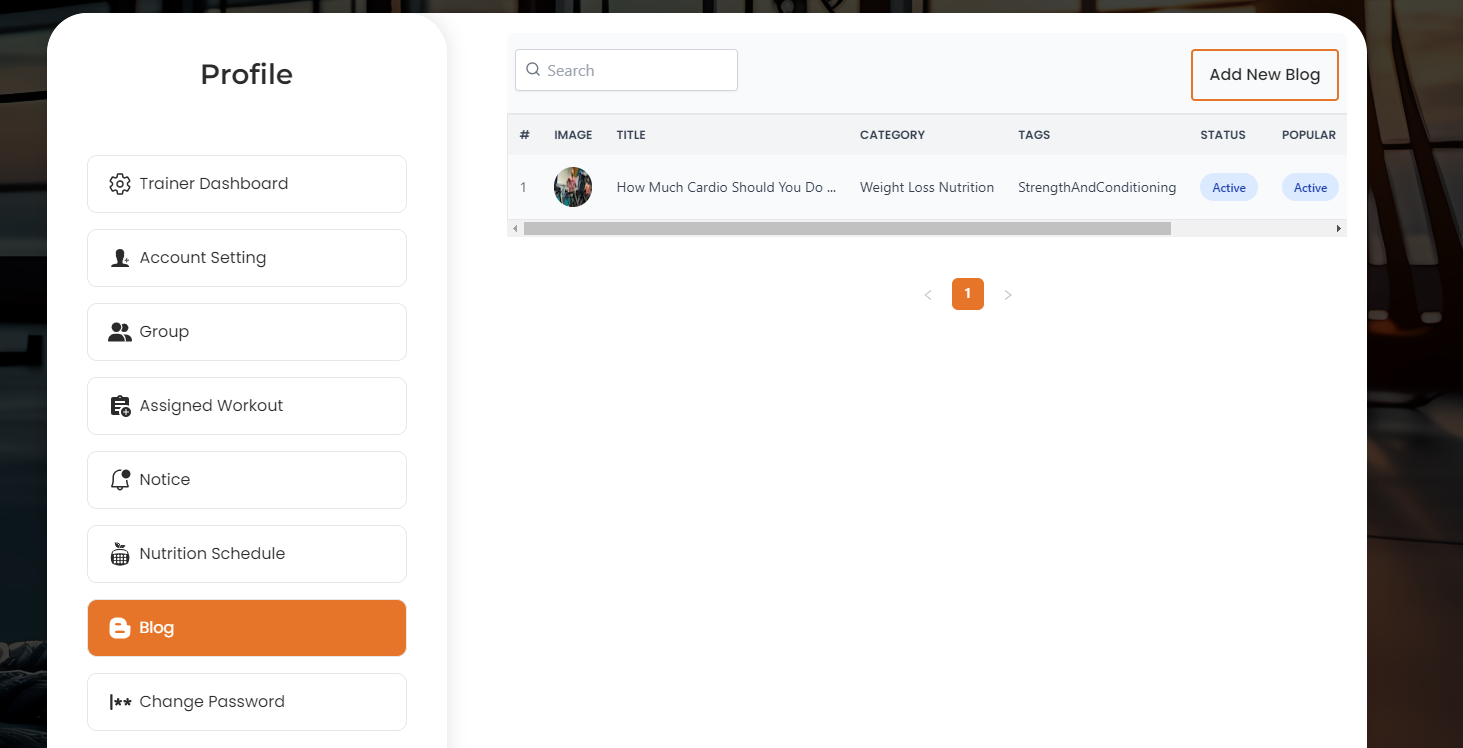 Profile
Trainer Dashboard
Account Setting
Group
Assigned Workout
Notice
Nutrition Schedule
Blog
|** Change Password
Search
Add New Blog
# IMAGE TITLE CATEGORY TAGS STATUS POPULAR
1 How Much Cardio Should You Do ... Weight Loss Nutrition StrengthAndConditioning Active Active
< 1 >